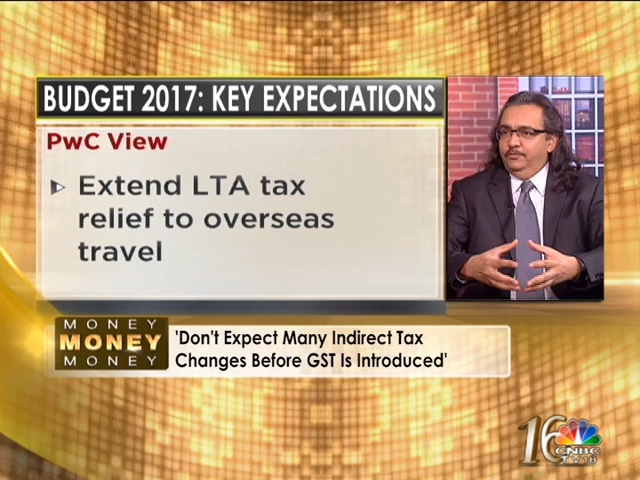 BUDGET 2017: KEY EXPECTATIONS
PwC View
Extend LTA tax
relief to overseas
travel
MONEY
MONEY
MONEY
'Don't Expect Many Indirect Tax
Changes Before GST Is Introduced'
16
CNBC
TV18